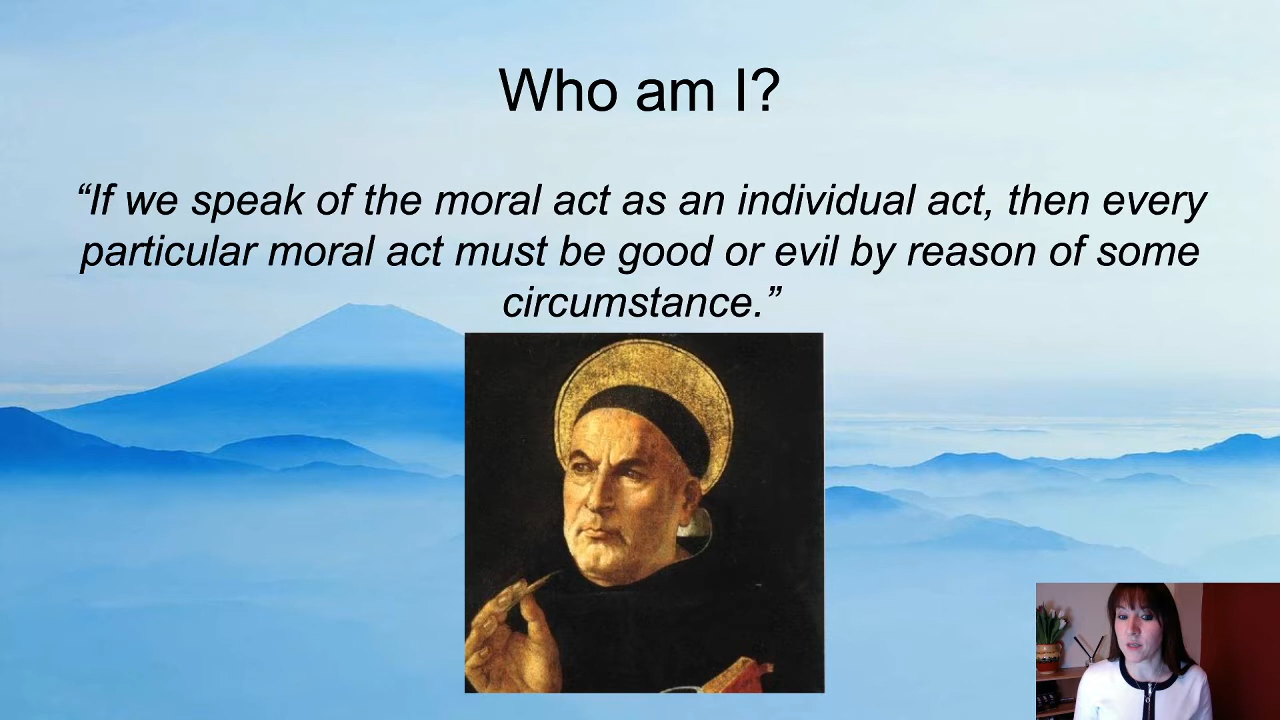 Who am I?
“If we speak of the moral act as an individual act, then every
particular moral act must be good or evil by reason of some
circumstance.”